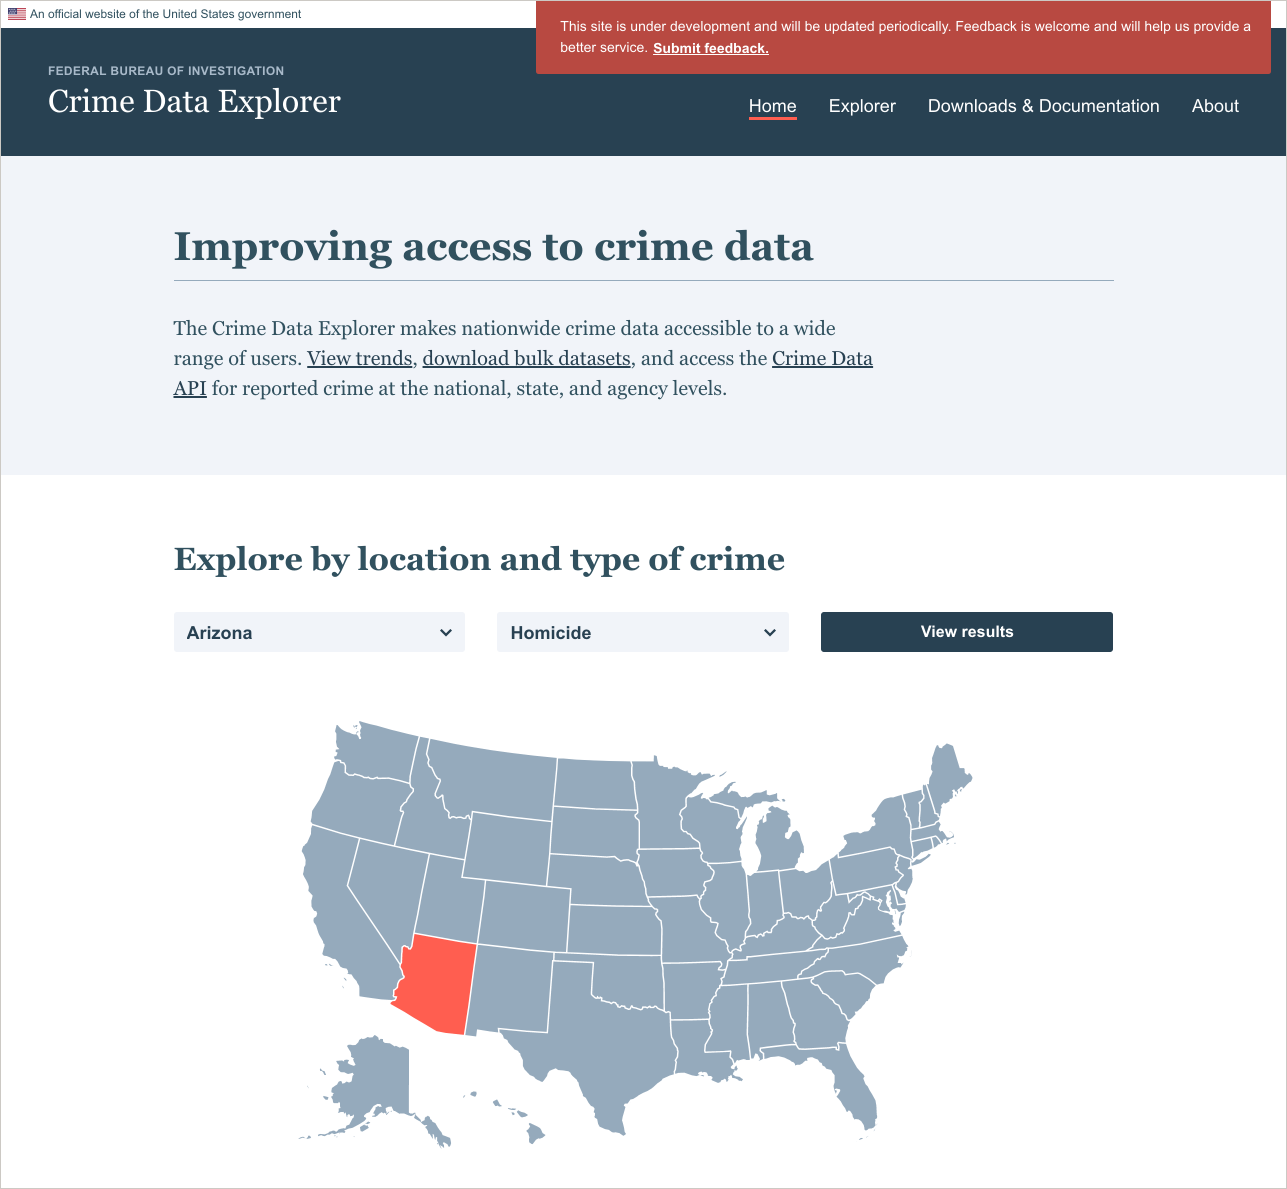 An official website of the United States government
This site is under development and will be updated periodically. Feedback is welcome and will help us provide a
better service. Submit feedback.
FEDERAL BUREAU OF INVESTIGATION
Crime Data Explorer
Home Explorer Downloads & Documentation About
Improving access to crime data
The Crime Data Explorer makes nationwide crime data accessible to a wide
range of users. View trends, download bulk datasets, and access the Crime Data
API for reported crime at the national, state, and agency levels.
Explore by location and type of crime
Arizona Homicide View results